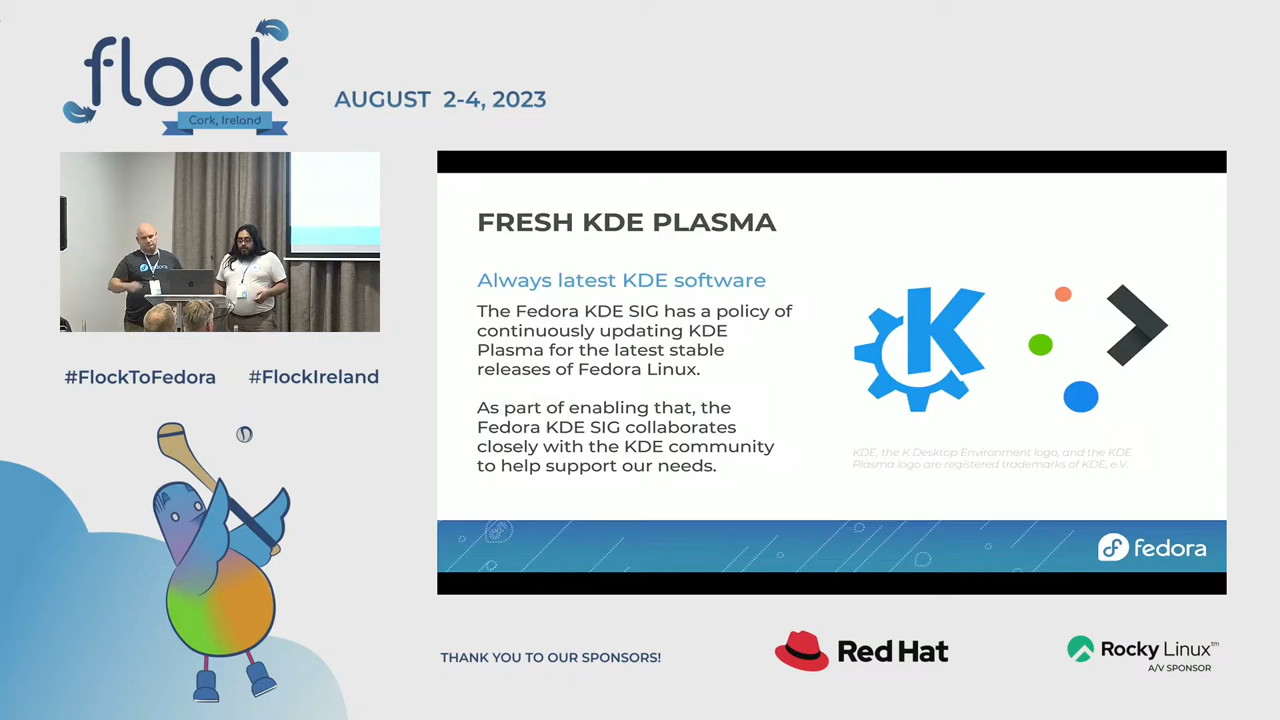 flock
Cork, Ireland
AUGUST 2-4, 2023
fedora
#FlockToFedora
#FlockIreland
FRESH KDE PLASMA
Always latest KDE software
The Fedora KDE SIG has a policy of
continuously updating KDE
Plasma for the latest stable
releases of Fedora Linux.
As part of enabling that, the
Fedora KDE SIG collaborates
closely with the KDE community
to help support our needs.
K
KDE, the K Desktop Environment logo, and the KDE
Plasma logo are registered trademarks of KDE, e.V.
fedora
THANK YOU TO OUR SPONSORS!
Red Hat
Rocky Linux™
A/V SPONSOR